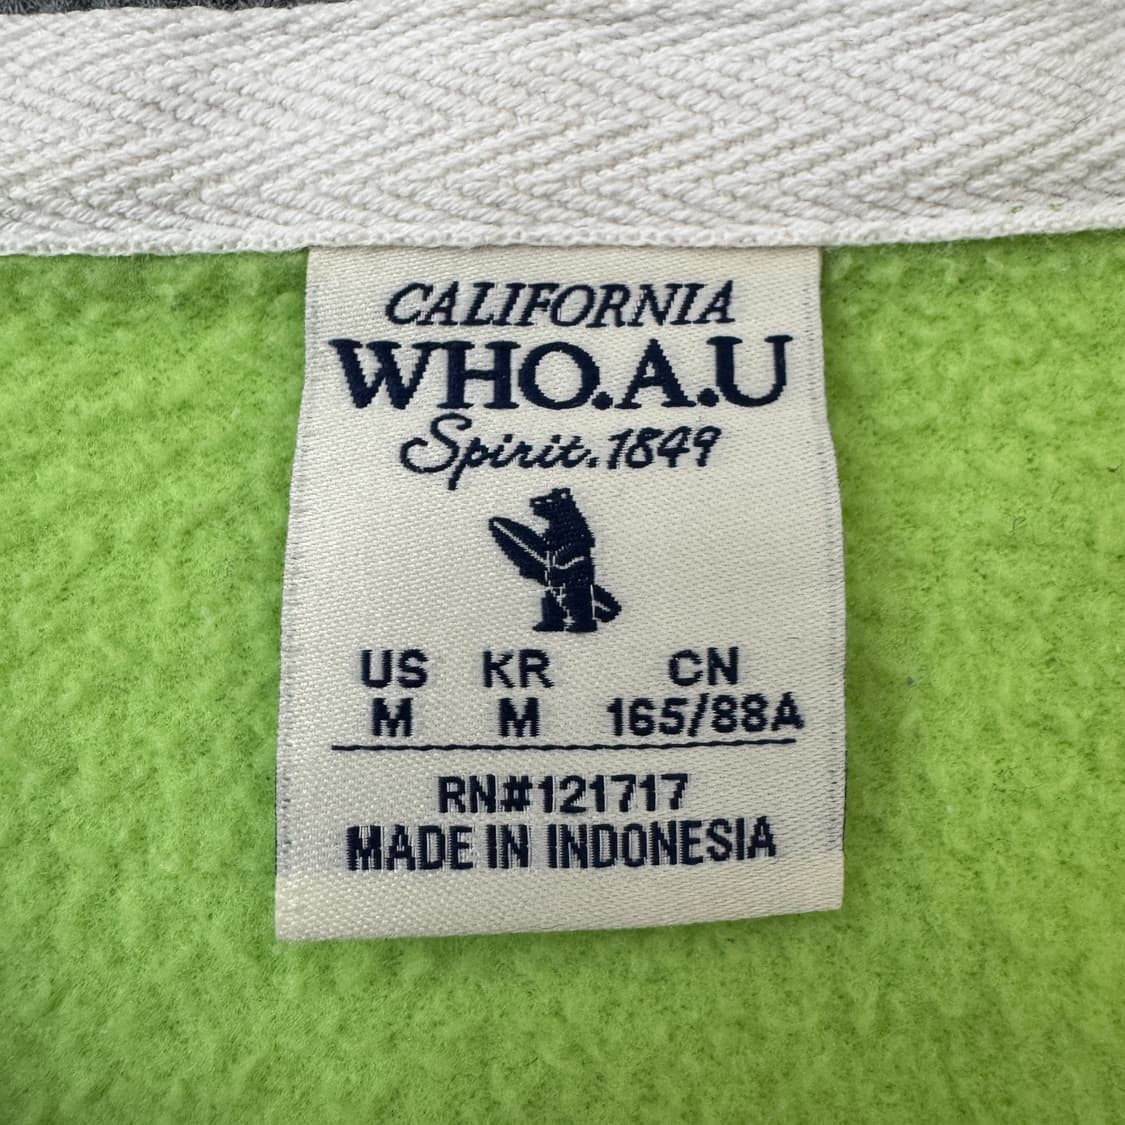 CALIFORNIA
WHO.A.U
Spirit.1849
US KR CN
M M 165/88A
RN#121717
MADE IN INDONESIA